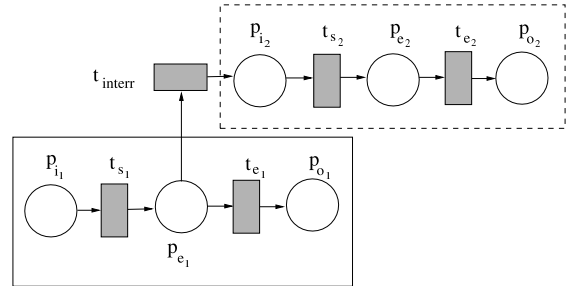 p_{i_2} t_{s_2} p_{e_2} t_{e_2} p_{o_2}
t_{interr}
p_{i_1} t_{s_1} t_{e_1} p_{o_1}
p_{e_1}